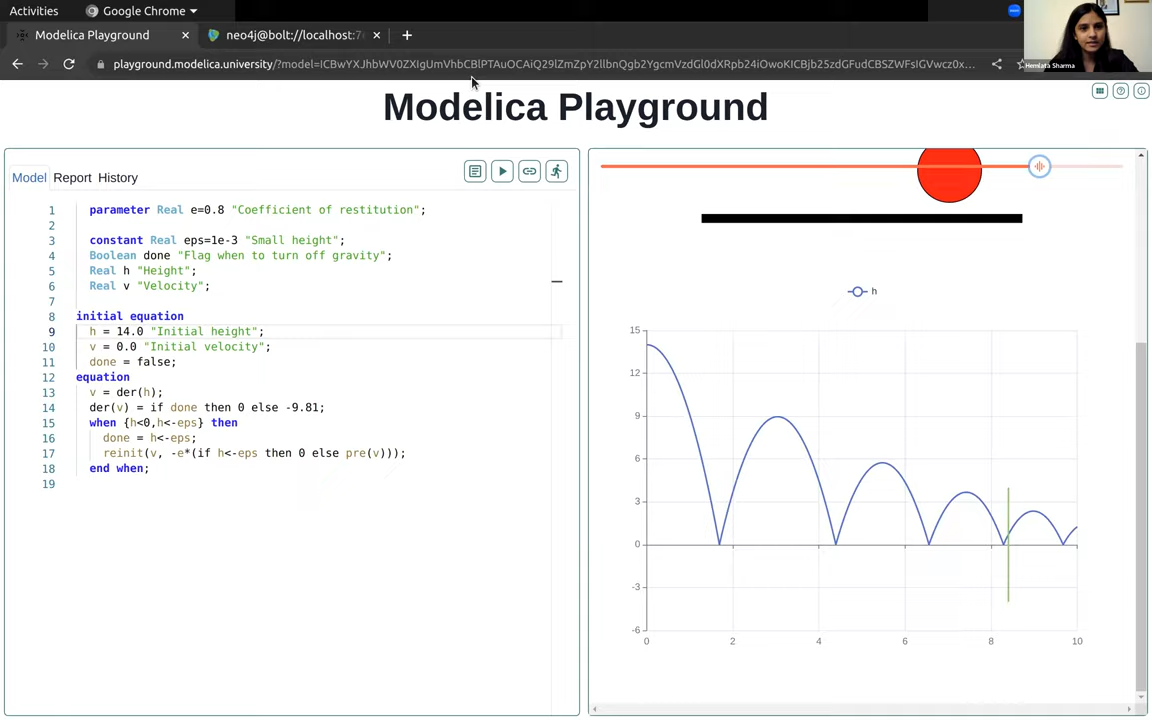 Activities
Google Chrome
Modelica Playground
neo4j@bolt://localhost:7
Hemlata Sharma
Modelica Playground
Model Report History
1 parameter Real e=0.8 "Coefficient of restitution";
2
3 constant Real eps=1e-3 "Small height";
4 Boolean done "Flag when to turn off gravity";
5 Real h "Height";
6 Real v "Velocity";
7
8 initial equation
9 h = 14.0 "Initial height";
10 v = 0.0 "Initial velocity";
11 done = false;
12 equation
13 v = der(h);
14 der(v) = if done then 0 else -9.81;
15 when {h<0,h<-eps} then
16 done = h<-eps;
17 reinit(v, -e*(if h<-eps then 0 else pre(v)));
18 end when;
19
h
15
12
9
6
3
0
-3
-6
0 2 4 6 8 10